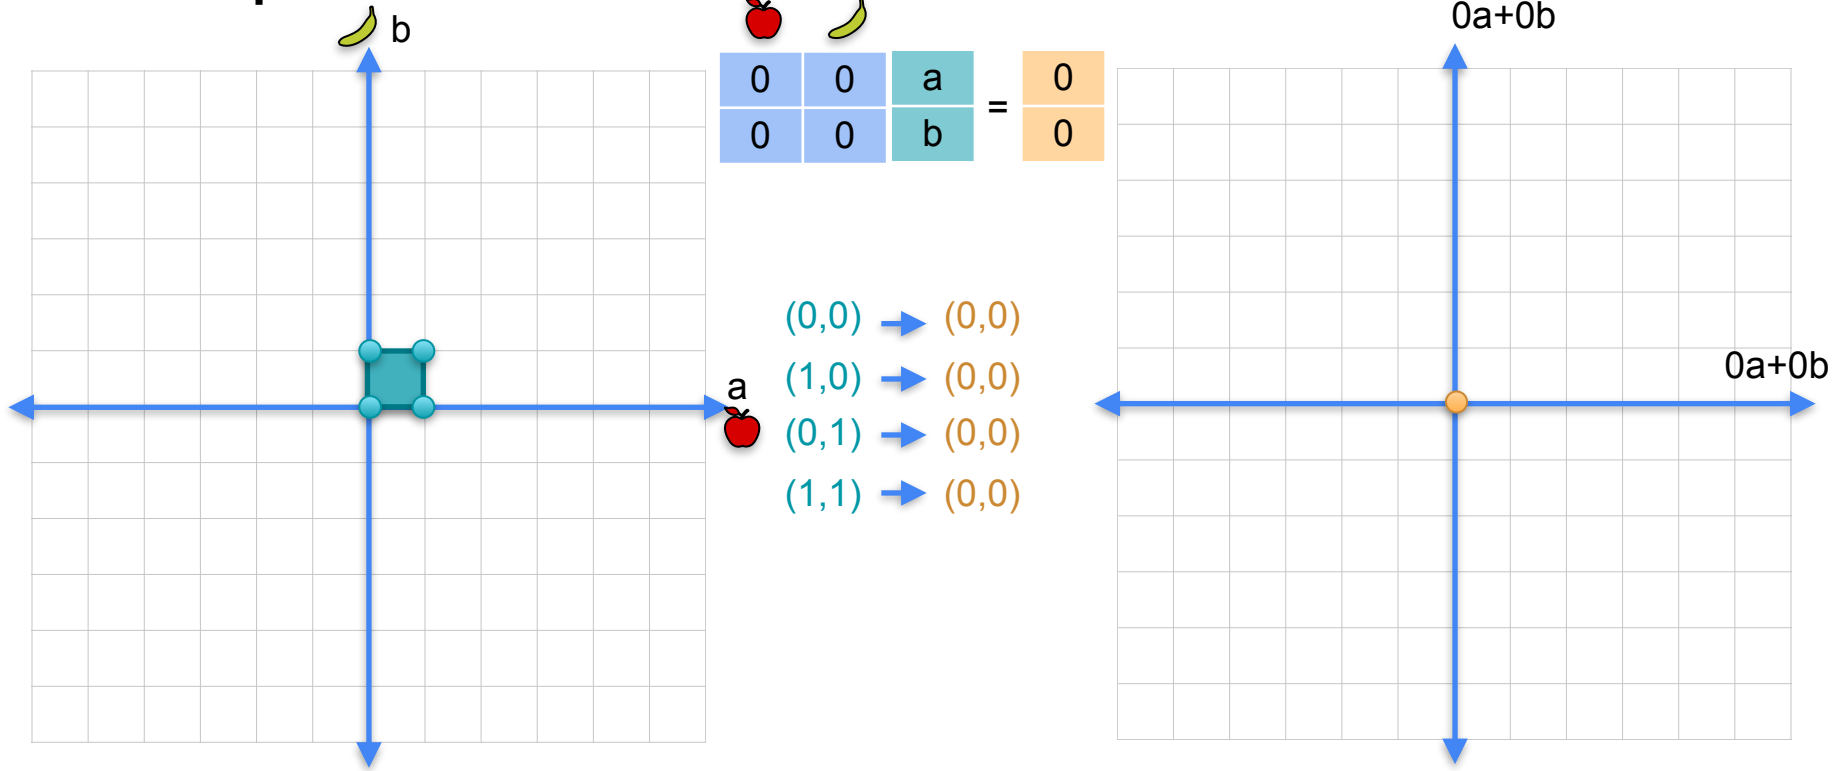 b
0 0 a = 0
0 0 b 0
0a+0b
(0,0) (0,0)
(1,0) (0,0)
a
0a+0b
(0,1) (0,0)
(1,1) (0,0)